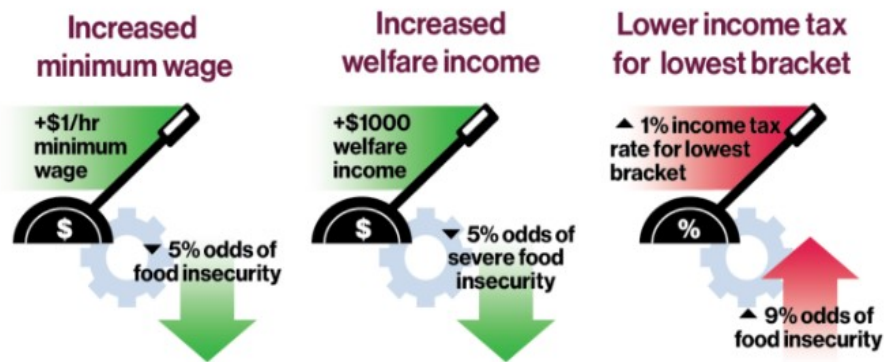 Increased
minimum wage
+$1/hr
minimum
wage
$
▼ 5% odds of
food insecurity
Increased
welfare income
+$1000
welfare
income
$
▼ 5% odds of
severe food
insecurity
Lower income tax
for lowest bracket
▲ 1% income tax
rate for lowest
bracket
%
▲ 9% odds of
food insecurity